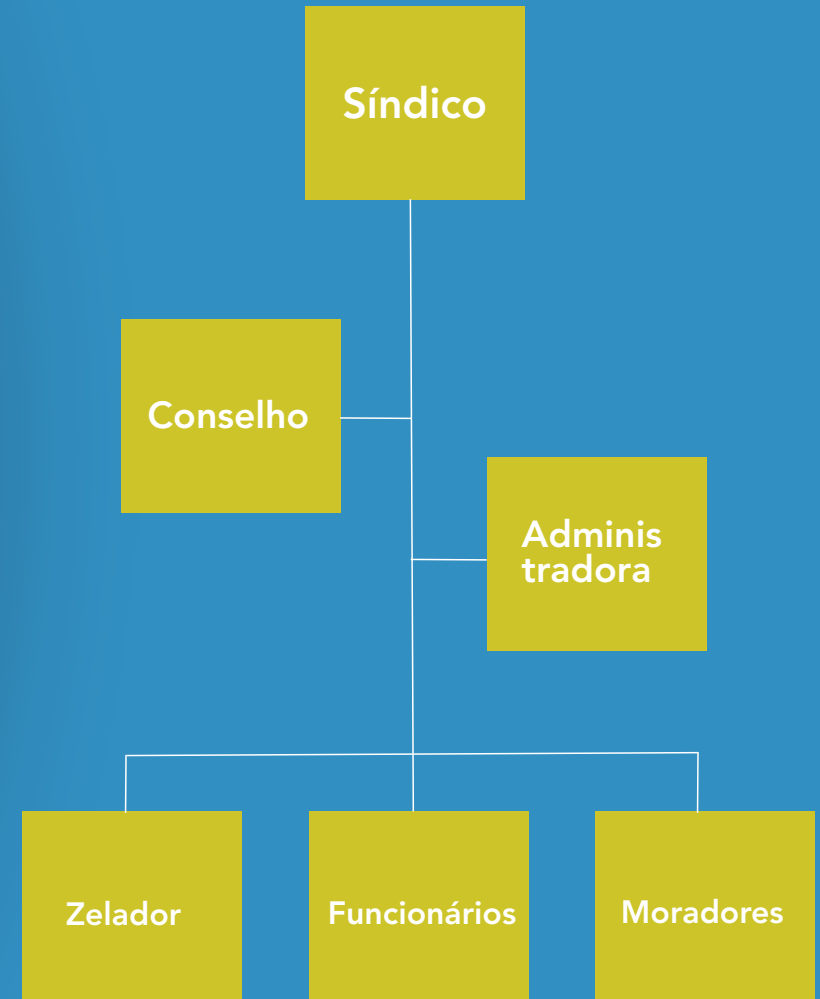 Síndico
Conselho
Adminis
tradora
Zelador
Funcionários
Moradores